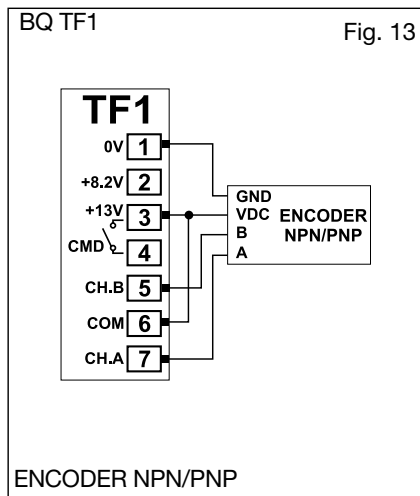 BQ TF1
Fig. 13
TF1
0V 1
+8.2V 2
+13V 3
CMD 4
CH.B 5
COM 6
CH.A 7
GND
VDC
B
A
ENCODER
NPN/PNP
ENCODER NPN/PNP